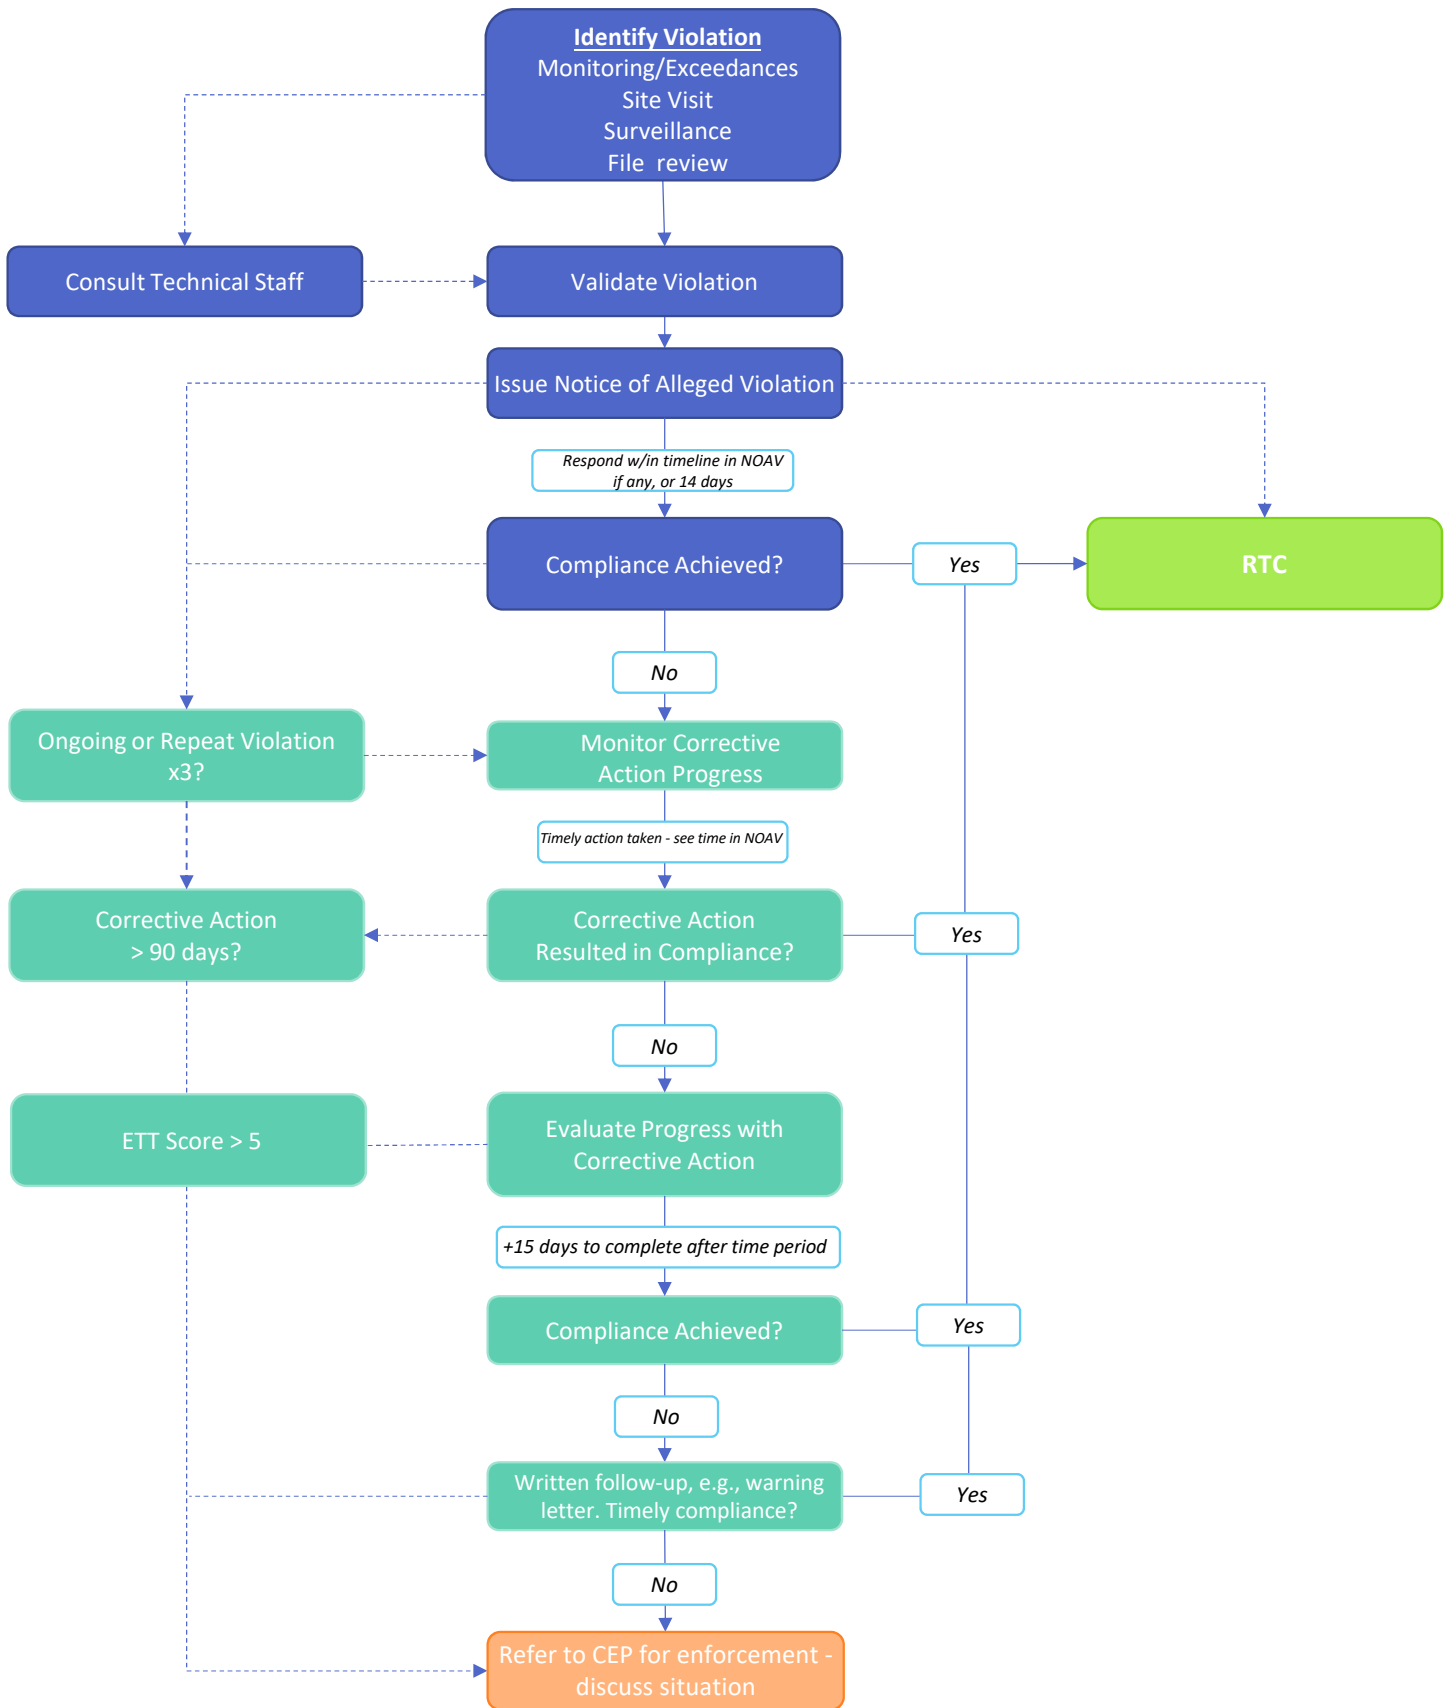 Identify Violation
Monitoring/Exceedances
Site Visit
Surveillance
File review
Consult Technical Staff
Validate Violation
Issue Notice of Alleged Violation
Respond w/in timeline in NOAV
if any, or 14 days
Compliance Achieved?
Yes
RTC
No
Ongoing or Repeat Violation
x3?
Monitor Corrective
Action Progress
Timely action taken - see time in NOAV
Corrective Action
> 90 days?
Corrective Action
Resulted in Compliance?
Yes
No
ETT Score > 5
Evaluate Progress with
Corrective Action
+15 days to complete after time period
Compliance Achieved?
Yes
No
Written follow-up, e.g., warning
letter. Timely compliance?
Yes
No
Refer to CEP for enforcement -
discuss situation